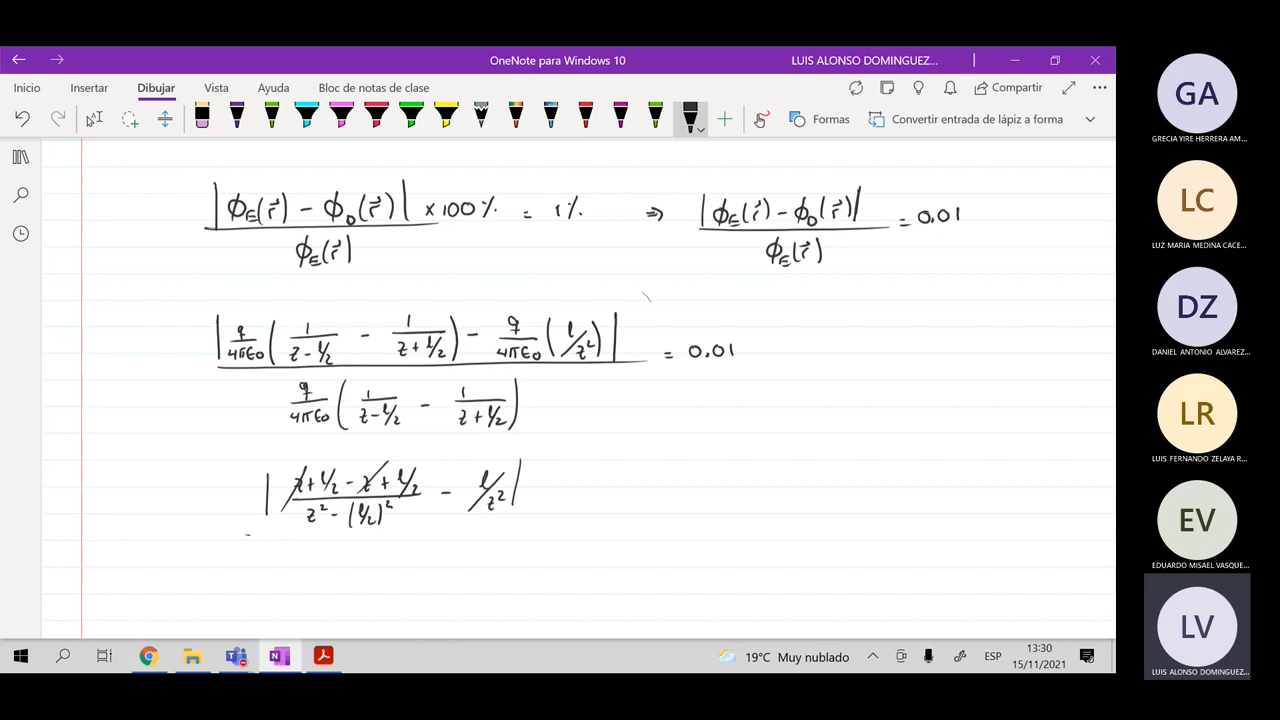 OneNote para Windows 10
LUIS ALONSO DOMINGUEZ...
Inicio Insertar Dibujar Vista Ayuda Bloc de notas de clase
Compartir
Formas
Convertir entrada de lápiz a forma
|ϕ_E(r⃗) − ϕ_D(r⃗)| / ϕ_E(r⃗) × 100% = 1% ⇒ |ϕ_E(r⃗) − ϕ_D(r⃗)| / ϕ_E(r⃗) = 0.01
|q/4πϵ0 (1/(z − l/2) − 1/(z + l/2)) − q/4πϵ0 (l/z²)| / q/4πϵ0 (1/(z − l/2) − 1/(z + l/2)) = 0.01
|(z + l/2 − z + l/2) / (z² − (l/2)²) − l/z²|
GA
GRECIA YIRE HERRERA AM...
LC
LUZ MARIA MEDINA CACE...
DZ
DANIEL ANTONIO ALVAREZ...
LR
LUIS FERNANDO ZELAYA R...
EV
EDUARDO MISAEL VASQUE...
LV
LUIS ALONSO DOMINGUEZ...
19°C Muy nublado
ESP
13:30
15/11/2021